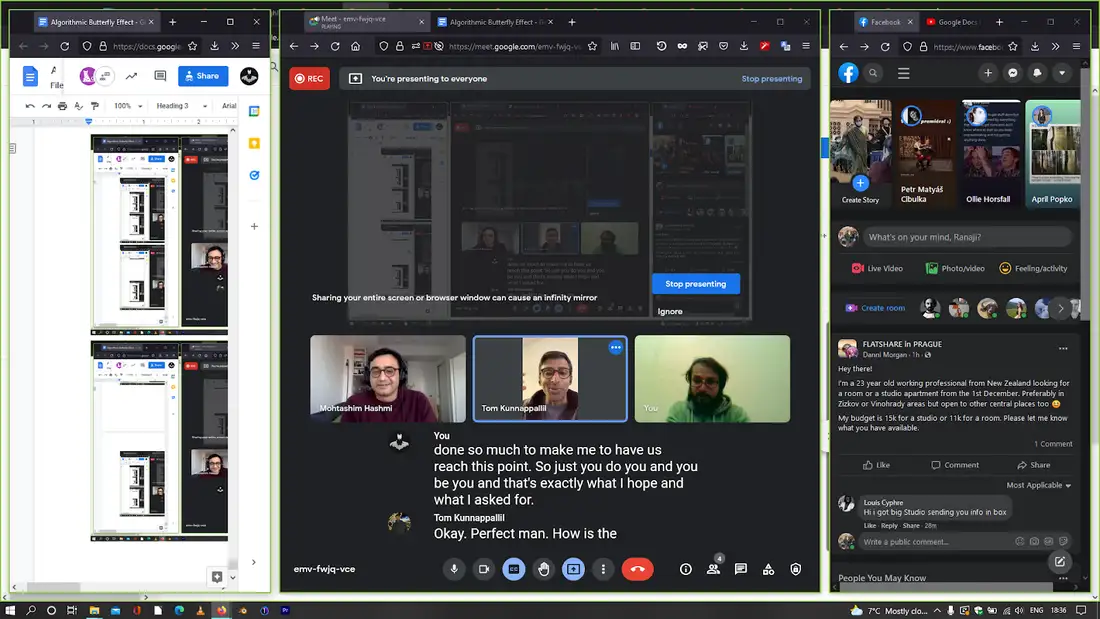 Algorithmic Butterfly Effect - G
https://docs.google
File
Share
100%
Heading 3
Arial
Meet - emv-fwjq-vce
PLAYING
Algorithmic Butterfly Effect - G
https://meet.google.com/emv-fwjq-vce
REC
You're presenting to everyone
Stop presenting
Sharing your entire screen or browser window can cause an infinity mirror
Stop presenting
Ignore
Mohtashim Hashmi
Tom Kunnappallil
You
You
done so much to make me to have us
reach this point. So just you do you and you
be you and that's exactly what I hope and
what I asked for.
Tom Kunnappallil
Okay. Perfect man. How is the
emv-fwjq-vce
4
Facebook
Google Docs
https://www.faceb
Create Story
Petr Matyáš
Cibulka
Ollie Horsfall
April Popko
What's on your mind, Ranaji?
Live Video
Photo/video
Feeling/activity
Create room
FLATSHARE in PRAGUE
Danni Morgan · 1h
Hey there!
I'm a 23 year old working professional from New Zealand looking for
a room or a studio apartment from the 1st December. Preferably in
Zizkov or Vinohrady areas but open to other central places too
My budget is 15k for a studio or 11k for a room. Please let me know
what you have available.
1 Comment
Like
Comment
Share
Most Applicable
Louis Cyphre
Hi i got big Studio sending you info in box
Like · Reply · Share · 28m
Write a public comment...
People You May Know
7°C Mostly clo...
ENG
18:36